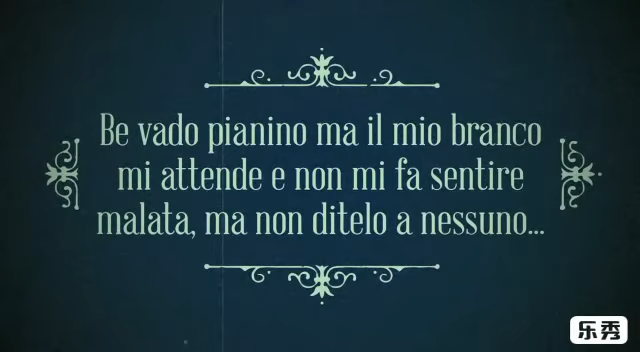 Be vado pianino ma il mio branco
mi attende e non mi fa sentire
malata, ma non ditelo a nessuno...
乐秀